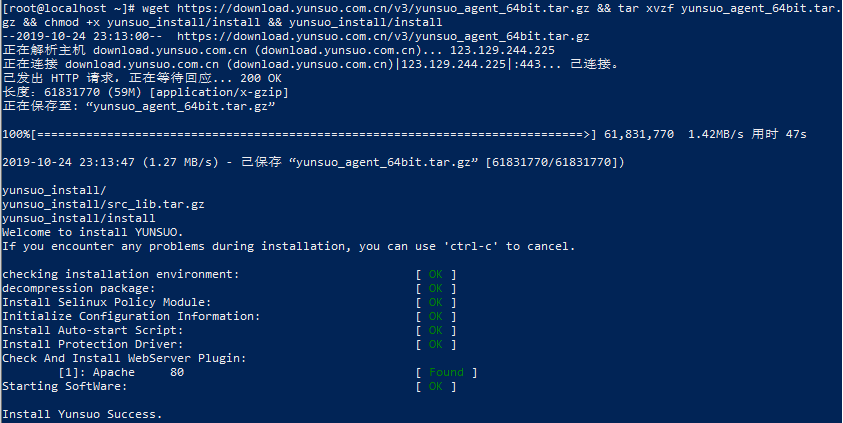 [root@localhost ~]# wget https://download.yunsuo.com.cn/v3/yunsuo_agent_64bit.tar.gz && tar xvzf yunsuo_agent_64bit.tar.
gz && chmod +x yunsuo_install/install && yunsuo_install/install
--2019-10-24 23:13:00--  https://download.yunsuo.com.cn/v3/yunsuo_agent_64bit.tar.gz
正在解析主机 download.yunsuo.com.cn (download.yunsuo.com.cn)... 123.129.244.225
正在连接 download.yunsuo.com.cn (download.yunsuo.com.cn)|123.129.244.225|:443... 已连接。
已发出 HTTP 请求，正在等待回应... 200 OK
长度：61831770 (59M) [application/x-gzip]
正在保存至: “yunsuo_agent_64bit.tar.gz”
100%[==============================================================================>] 61,831,770  1.42MB/s 用时 47s
2019-10-24 23:13:47 (1.27 MB/s) - 已保存 “yunsuo_agent_64bit.tar.gz” [61831770/61831770])
yunsuo_install/
yunsuo_install/src_lib.tar.gz
yunsuo_install/install
Welcome to install YUNSUO.
If you encounter any problems during installation, you can use 'ctrl-c' to cancel.
checking installation environment: [ OK ]
decompression package: [ OK ]
Install Selinux Policy Module: [ OK ]
Initialize Configuration Information: [ OK ]
Install Auto-start Script: [ OK ]
Install Protection Driver: [ OK ]
Check And Install WebServer Plugin:
[1]: Apache 80 [ Found ]
Starting SoftWare: [ OK ]
Install Yunsuo Success.